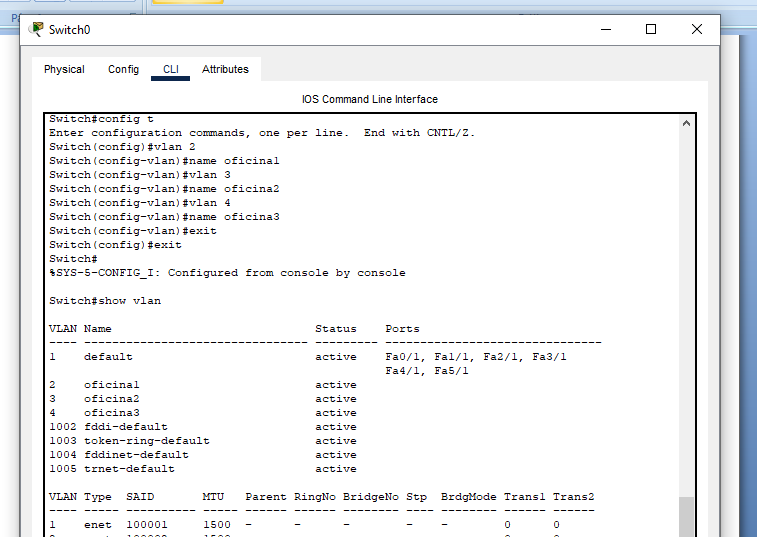 Switch0
Physical Config CLI Attributes
IOS Command Line Interface
Switch#config t
Enter configuration commands, one per line.  End with CNTL/Z.
Switch(config)#vlan 2
Switch(config-vlan)#name oficina1
Switch(config-vlan)#vlan 3
Switch(config-vlan)#name oficina2
Switch(config-vlan)#vlan 4
Switch(config-vlan)#name oficina3
Switch(config-vlan)#exit
Switch(config)#exit
Switch#
%SYS-5-CONFIG_I: Configured from console by console
Switch#show vlan
VLAN Name                             Status    Ports
---- -------------------------------- --------- -------------------------------
1    default                          active    Fa0/1, Fa1/1, Fa2/1, Fa3/1
                                                Fa4/1, Fa5/1
2    oficina1                         active
3    oficina2                         active
4    oficina3                         active
1002 fddi-default                     active
1003 token-ring-default               active
1004 fddinet-default                  active
1005 trnet-default                    active
VLAN Type  SAID       MTU   Parent RingNo BridgeNo Stp  BrdgMode Trans1 Trans2
---- ----- ---------- ----- ------ ------ -------- ---- -------- ------ ------
1    enet  100001     1500  -      -      -        -    -        0      0